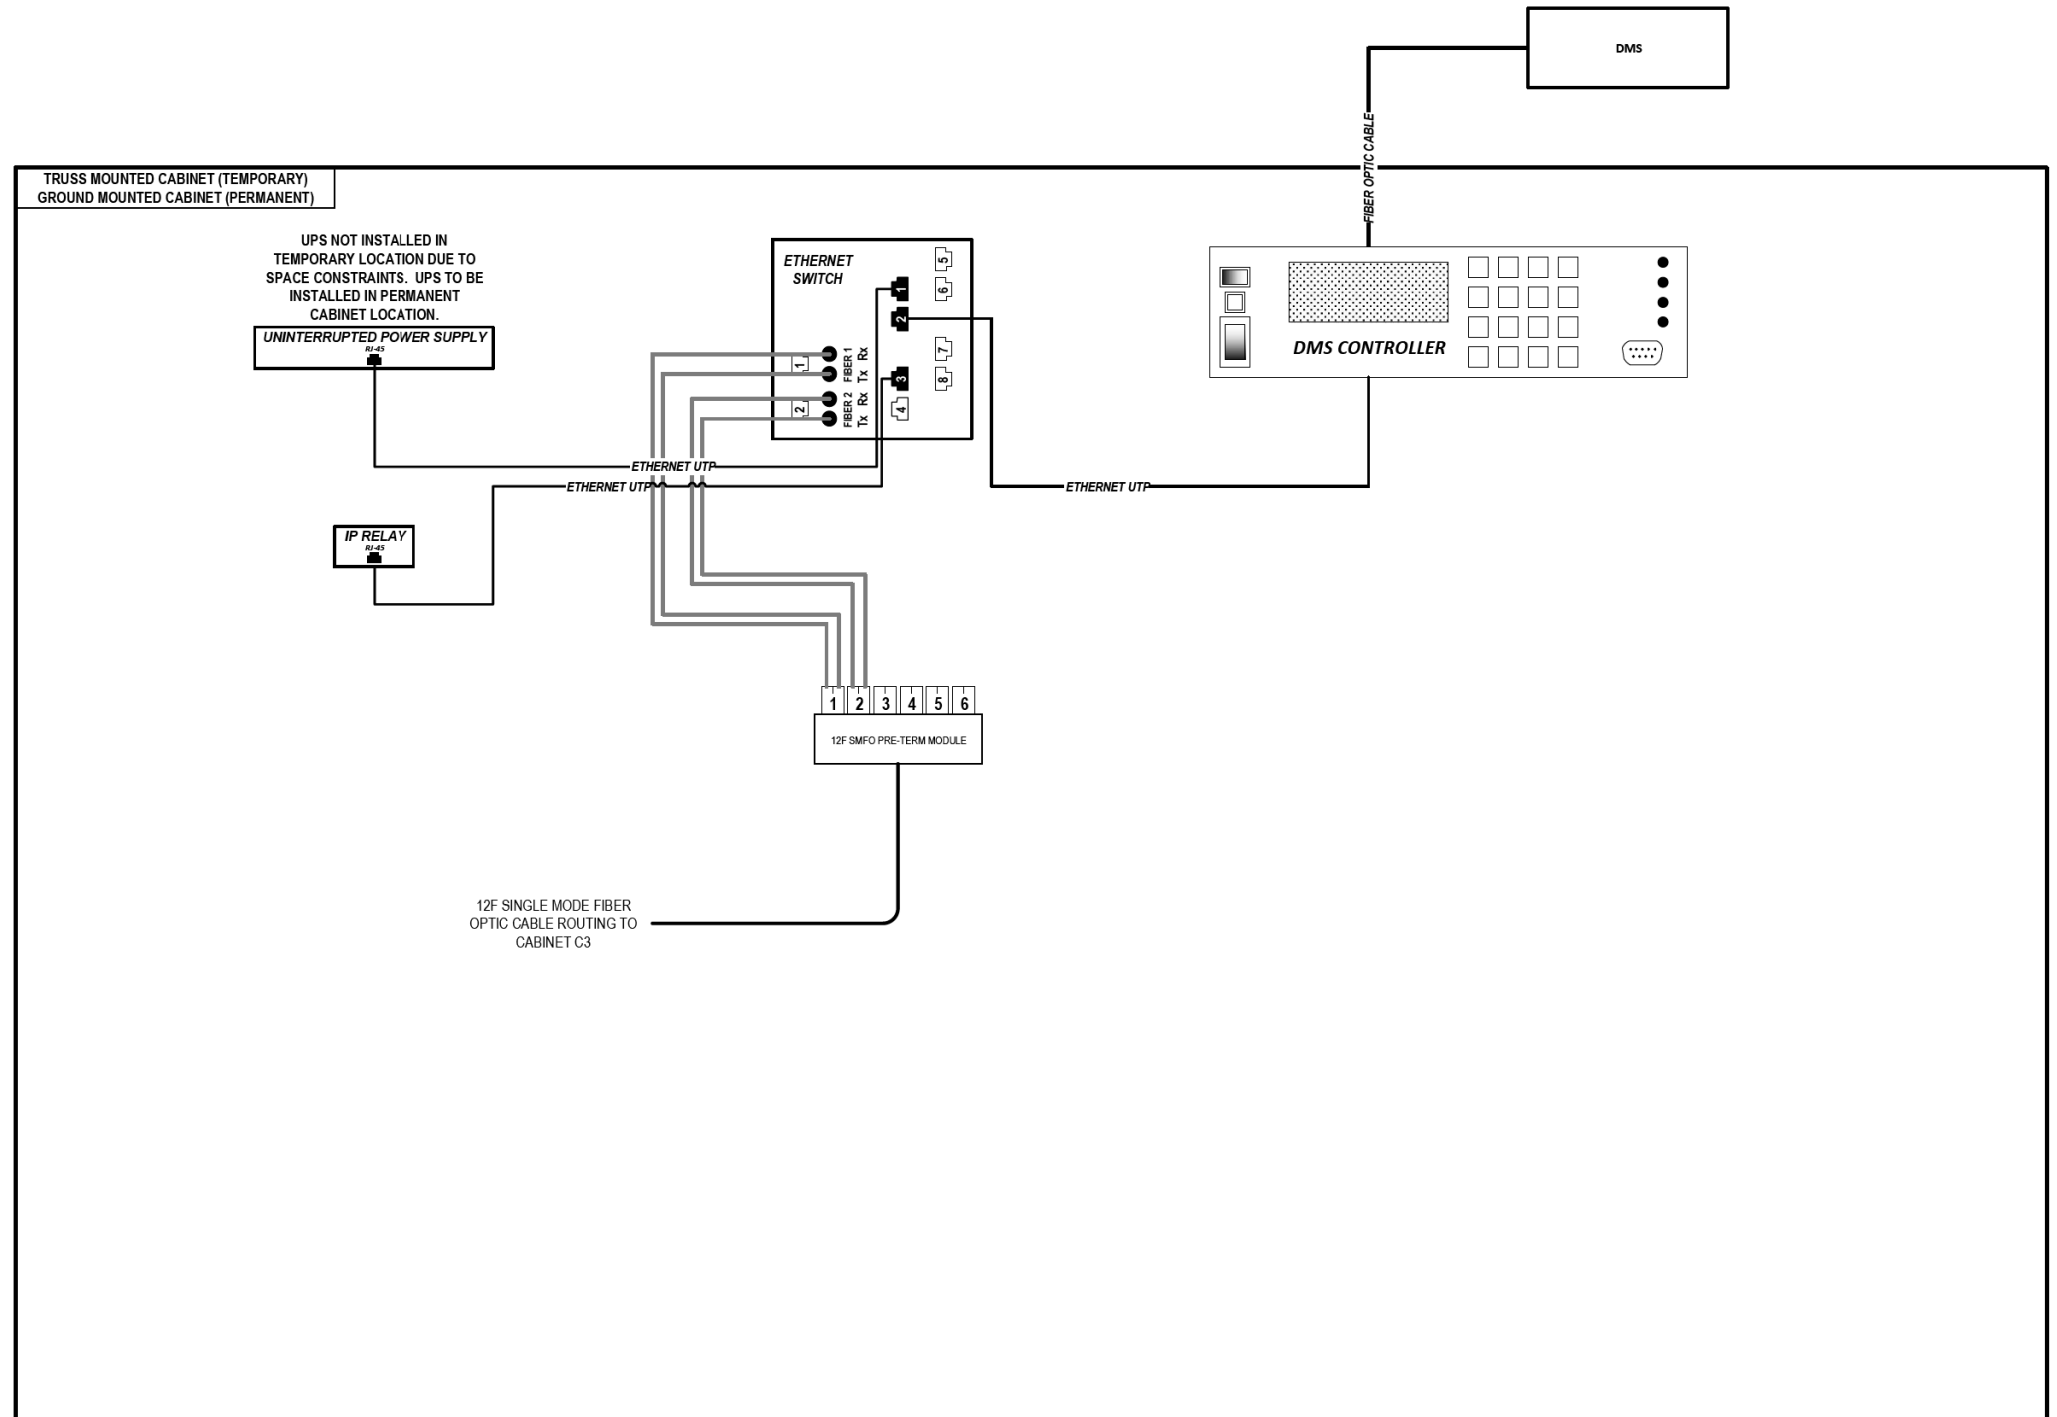 DMS
FIBER OPTIC CABLE
TRUSS MOUNTED CABINET (TEMPORARY)
GROUND MOUNTED CABINET (PERMANENT)
UPS NOT INSTALLED IN
TEMPORARY LOCATION DUE TO
SPACE CONSTRAINTS. UPS TO BE
INSTALLED IN PERMANENT
CABINET LOCATION.
UNINTERRUPTED POWER SUPPLY
RJ-45
ETHERNET
SWITCH
1
2
3
4
5
6
7
8
1
2
FIBER 1
Rx
Tx
FIBER 2
Rx
Tx
DMS CONTROLLER
ETHERNET UTP
ETHERNET UTP
ETHERNET UTP
IP RELAY
RJ-45
1 2 3 4 5 6
12F SMFO PRE-TERM MODULE
12F SINGLE MODE FIBER
OPTIC CABLE ROUTING TO
CABINET C3